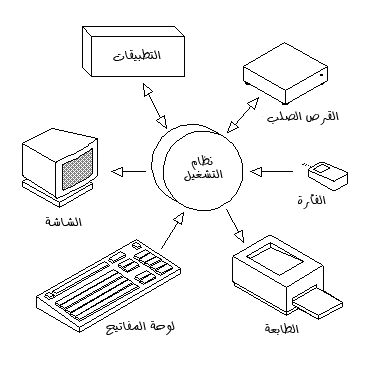 التطبيقات
القرص الصلب
نظام
التشغيل
الفأرة
الشاشة
لوحة المفاتيح
الطابعة